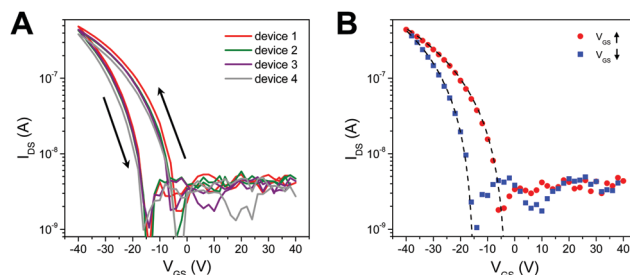 A
B
device 1
device 2
device 3
device 4
V_GS ↑
V_GS ↓
10⁻⁷
10⁻⁸
10⁻⁹
I_DS (A)
-40 -30 -20 -10 0 10 20 30 40
V_GS (V)
10⁻⁷
10⁻⁸
10⁻⁹
I_DS (A)
-40 -30 -20 -10 0 10 20 30 40
V_GS (V)